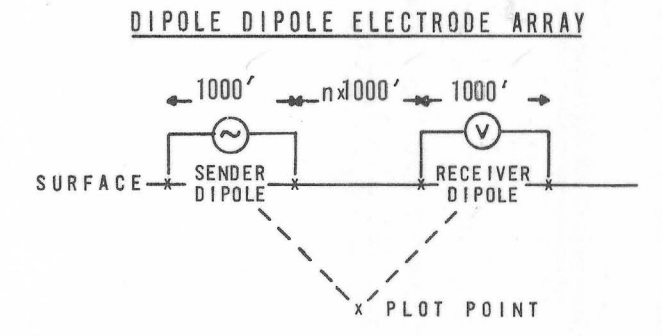 DIPOLE DIPOLE ELECTRODE ARRAY
1000' nx1000' 1000'
~ V
SURFACE x SENDER x x RECEIVER x
DIPOLE DIPOLE
x PLOT POINT